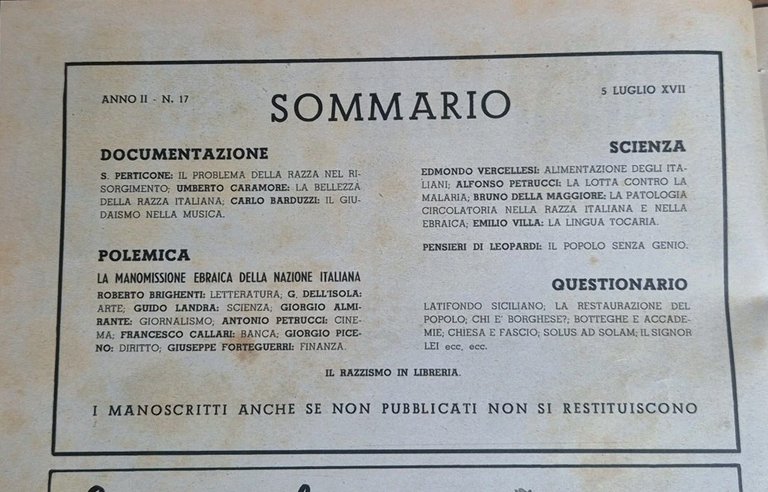 ANNO II - N. 17
SOMMARIO
5 LUGLIO XVII
DOCUMENTAZIONE
S. PERTICONE: IL PROBLEMA DELLA RAZZA NEL RI-
SORGIMENTO; UMBERTO CARAMORE: LA BELLEZZA
DELLA RAZZA ITALIANA; CARLO BARDUZZI: IL GIU-
DAISMO NELLA MUSICA.
POLEMICA
LA MANOMISSIONE EBRAICA DELLA NAZIONE ITALIANA
ROBERTO BRIGHENTI: LETTERATURA; G. DELL'ISOLA:
ARTE; GUIDO LANDRA: SCIENZA; GIORGIO ALMI-
RANTE: GIORNALISMO; ANTONIO PETRUCCI: CINE-
MA; FRANCESCO CALLARI: BANCA; GIORGIO PICE-
NO: DIRITTO; GIUSEPPE FORTEGUERRI: FINANZA.
SCIENZA
EDMONDO VERCELLESI: ALIMENTAZIONE DEGLI ITA-
LIANI; ALFONSO PETRUCCI: LA LOTTA CONTRO LA
MALARIA; BRUNO DELLA MAGGIORE: LA PATOLOGIA
CIRCOLATORIA NELLA RAZZA ITALIANA E NELLA
EBRAICA; EMILIO VILLA: LA LINGUA TOCARIA.
PENSIERI DI LEOPARDI: IL POPOLO SENZA GENIO.
QUESTIONARIO
LATIFONDO SICILIANO; LA RESTAURAZIONE DEL
POPOLO; CHI E' BORGHESE?; BOTTEGHE E ACCADE-
MIE; CHIESA E FASCIO; SOLUS AD SOLAM; IL SIGNOR
LEI ecc. ecc.
IL RAZZISMO IN LIBRERIA.
I MANOSCRITTI ANCHE SE NON PUBBLICATI NON SI RESTITUISCONO